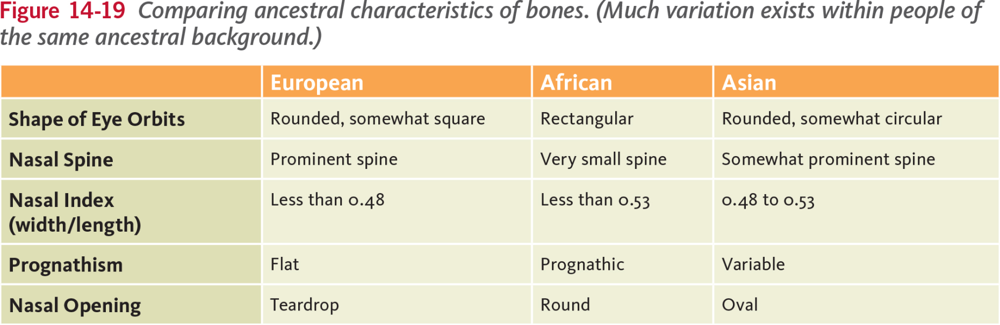 Figure 14-19 Comparing ancestral characteristics of bones. (Much variation exists within people of
the same ancestral background.)
European African Asian
Shape of Eye Orbits Rounded, somewhat square Rectangular Rounded, somewhat circular
Nasal Spine Prominent spine Very small spine Somewhat prominent spine
Nasal Index Less than 0.48 Less than 0.53 0.48 to 0.53
(width/length)
Prognathism Flat Prognathic Variable
Nasal Opening Teardrop Round Oval